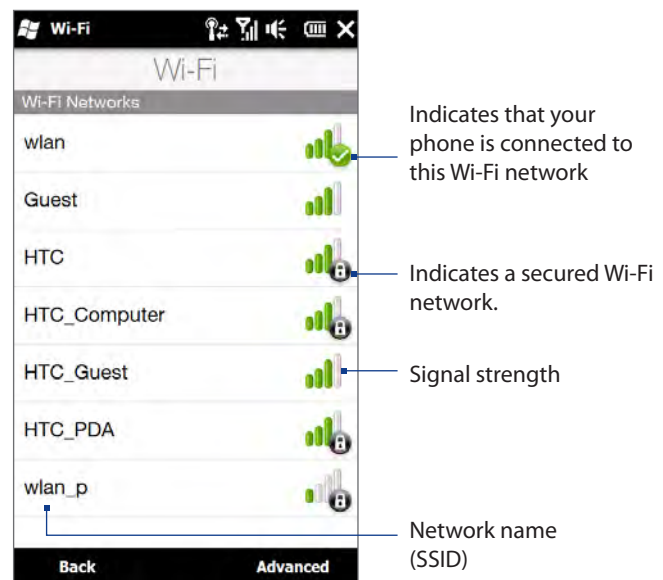 Wi-Fi
Wi-Fi
Wi-Fi Networks
wlan
Guest
HTC
HTC_Computer
HTC_Guest
HTC_PDA
wlan_p
Back
Advanced
Indicates that your
phone is connected to
this Wi-Fi network
Indicates a secured Wi-Fi
network.
Signal strength
Network name
(SSID)